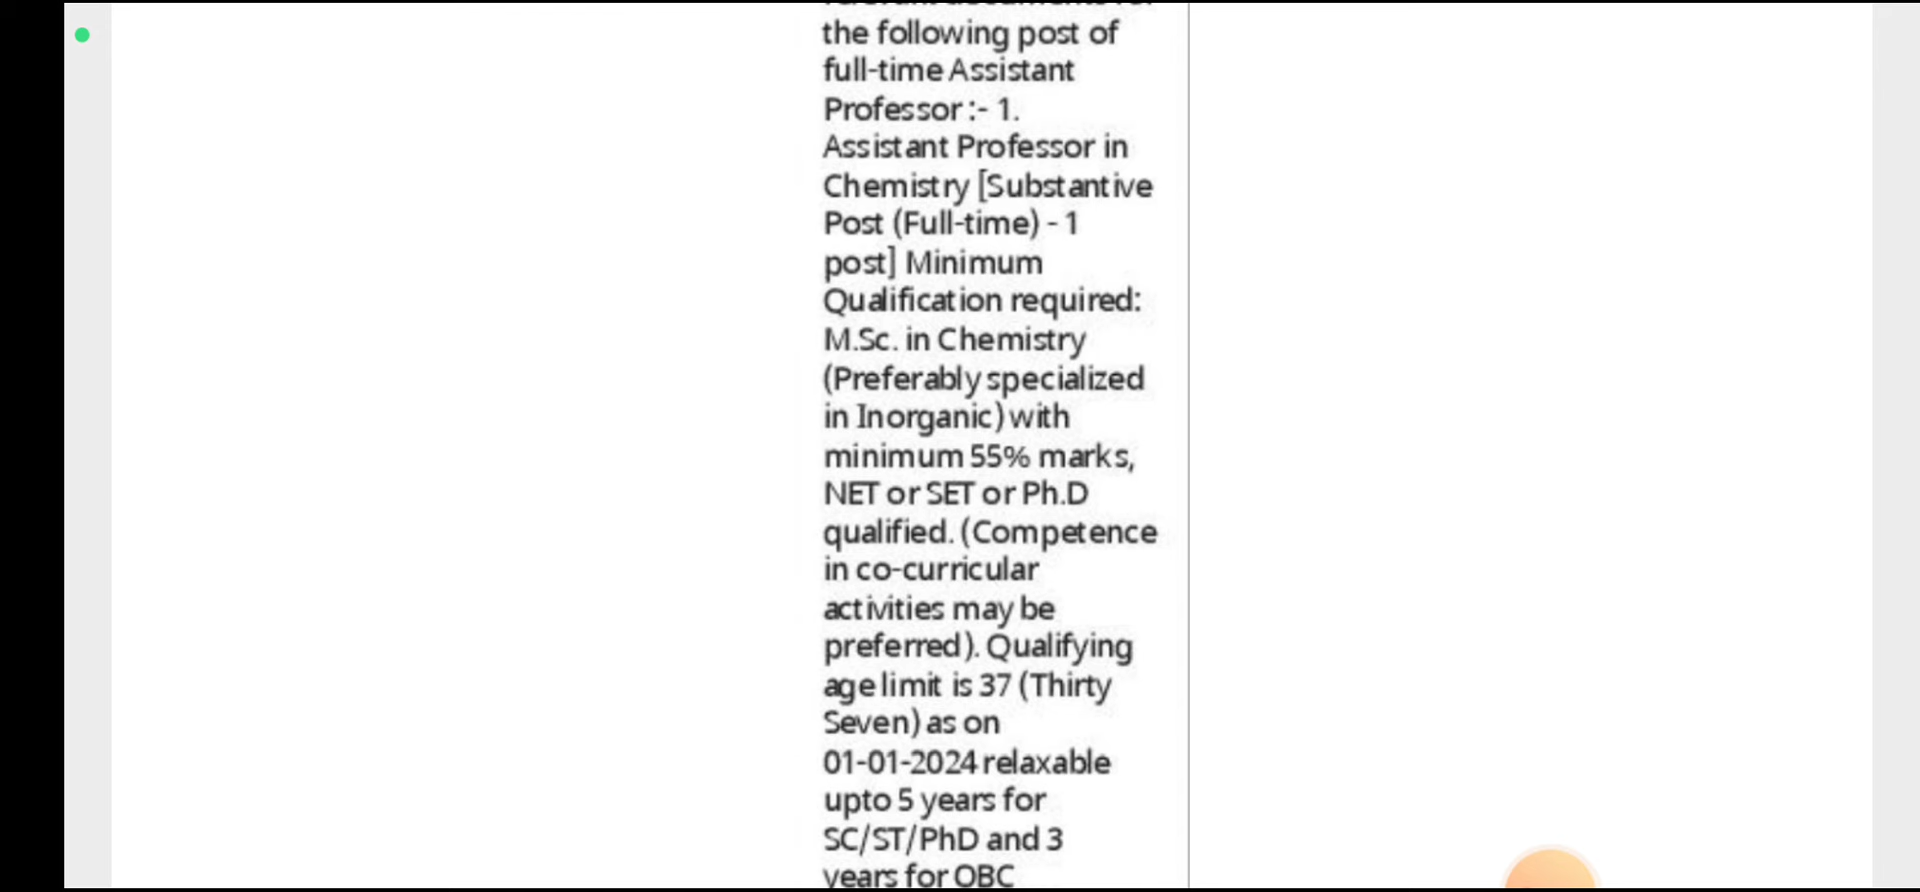 the following post of
full-time Assistant
Professor :- 1.
Assistant Professor in
Chemistry [Substantive
Post (Full-time) - 1
post] Minimum
Qualification required:
M.Sc. in Chemistry
(Preferably specialized
in Inorganic) with
minimum 55% marks,
NET or SET or Ph.D
qualified. (Competence
in co-curricular
activities may be
preferred). Qualifying
age limit is 37 (Thirty
Seven) as on
01-01-2024 relaxable
upto 5 years for
SC/ST/PhD and 3
years for OBC